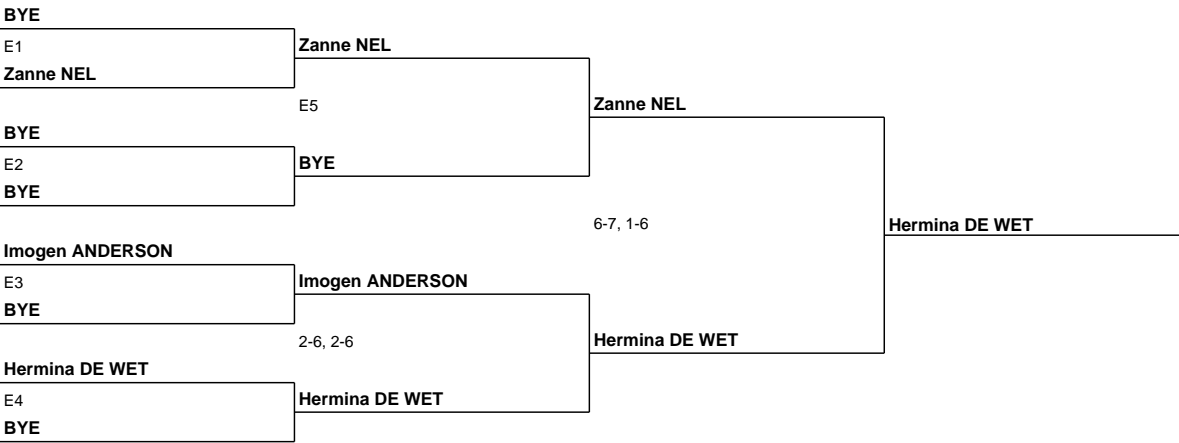 BYE
E1
Zanne NEL
Zanne NEL
E5
Zanne NEL
BYE
E2
BYE
BYE
6-7, 1-6
Hermina DE WET
Imogen ANDERSON
E3
Imogen ANDERSON
BYE
2-6, 2-6
Hermina DE WET
Hermina DE WET
E4
Hermina DE WET
BYE